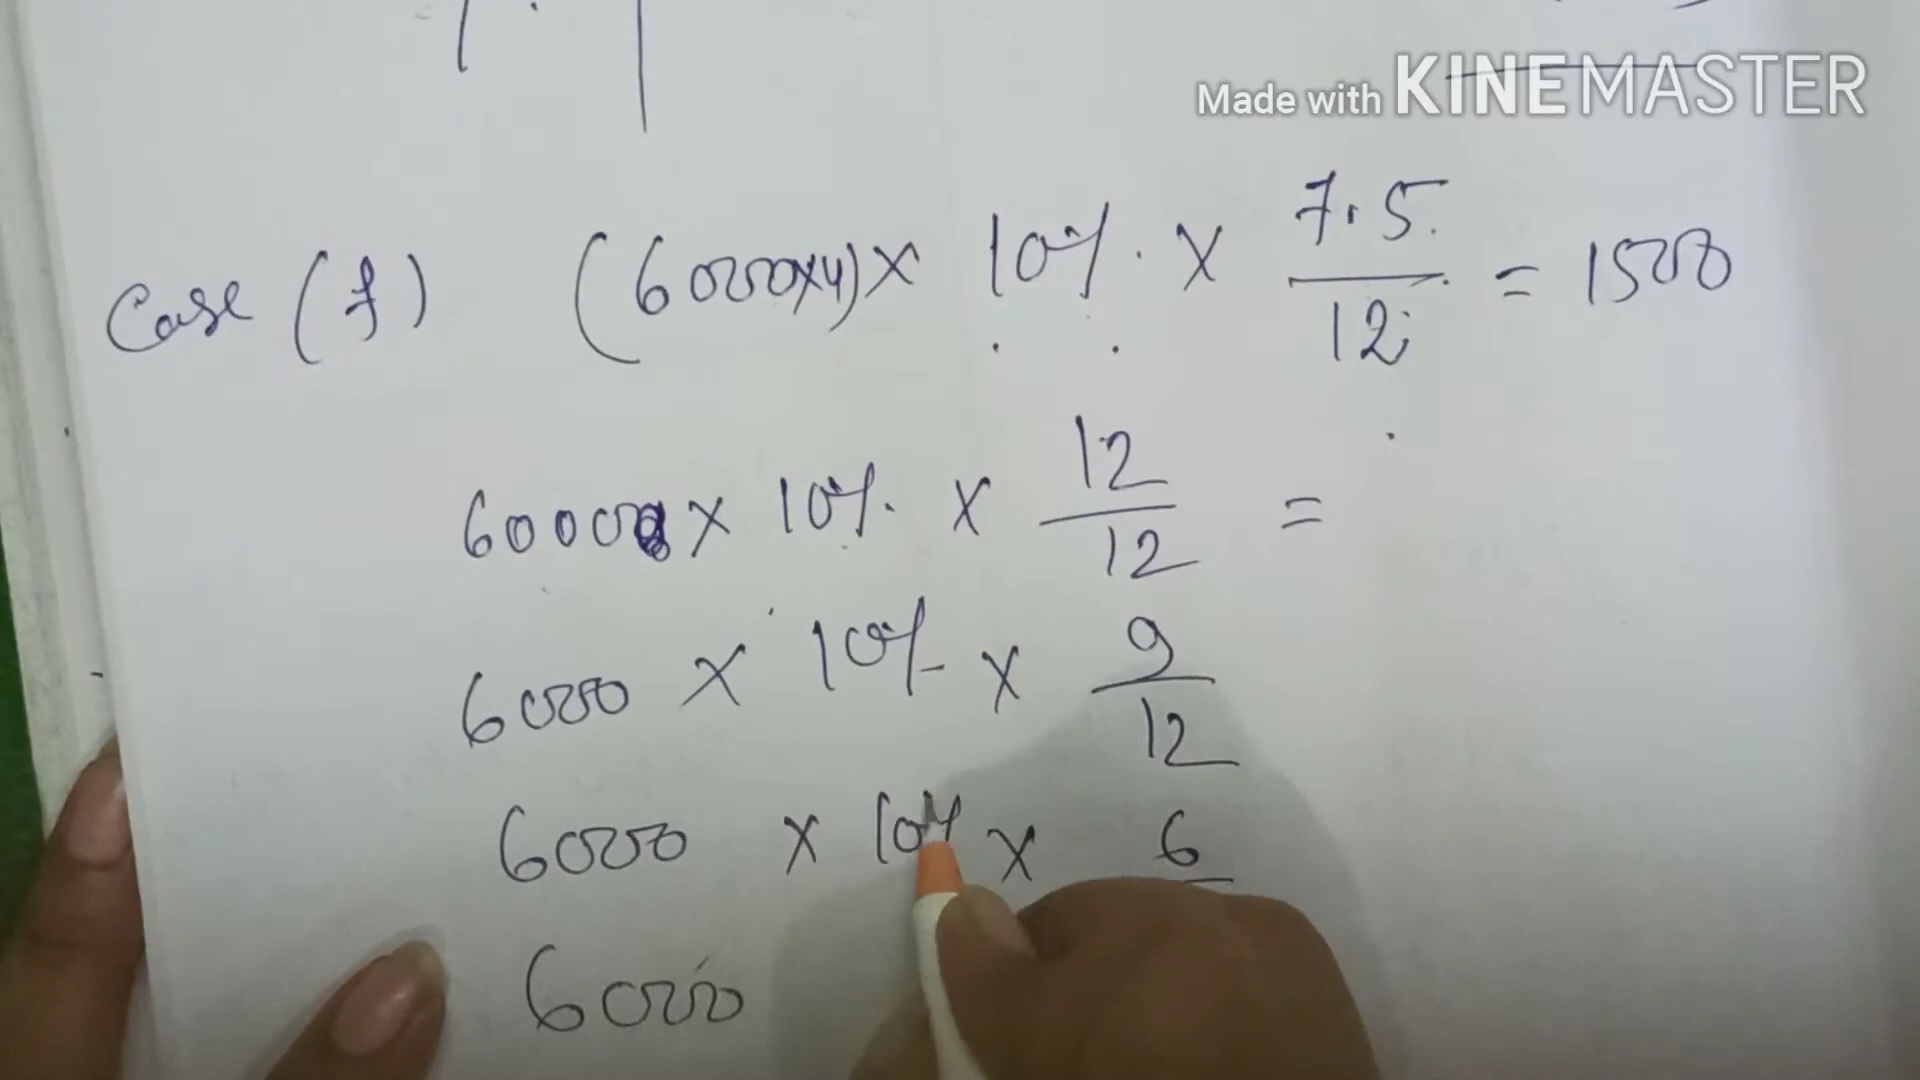 Made with KINEMASTER
Case (f) (6000x4) x 10% x 7.5/12 = 1500
6000 x 10% x 12/12 =
6000 x 10% x 9/12
6000 x 10% x 6
6000